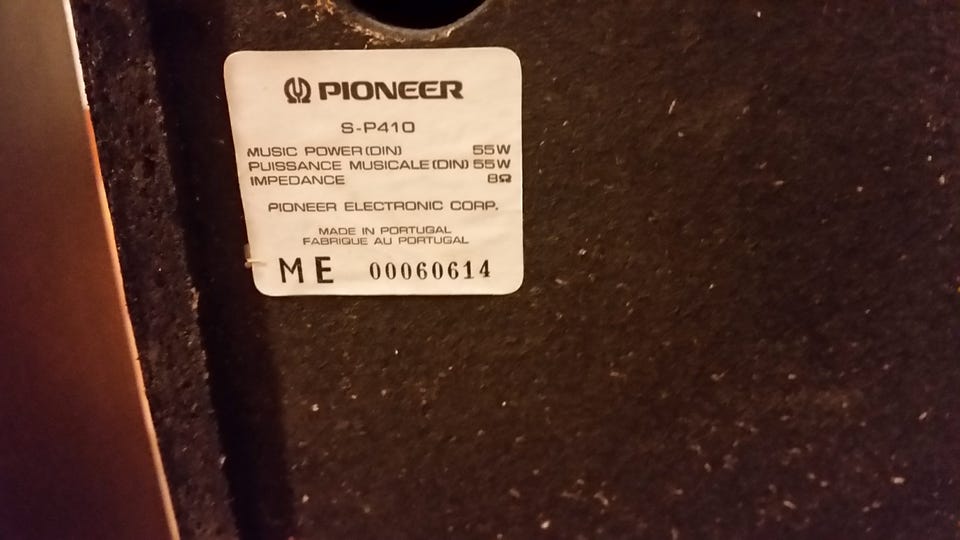 PIONEER
S-P410
MUSIC POWER (DIN) 55W
PUISSANCE MUSICALE (DIN) 55W
IMPEDANCE 8Ω
PIONEER ELECTRONIC CORP.
MADE IN PORTUGAL
FABRIQUE AU PORTUGAL
ME 00060614